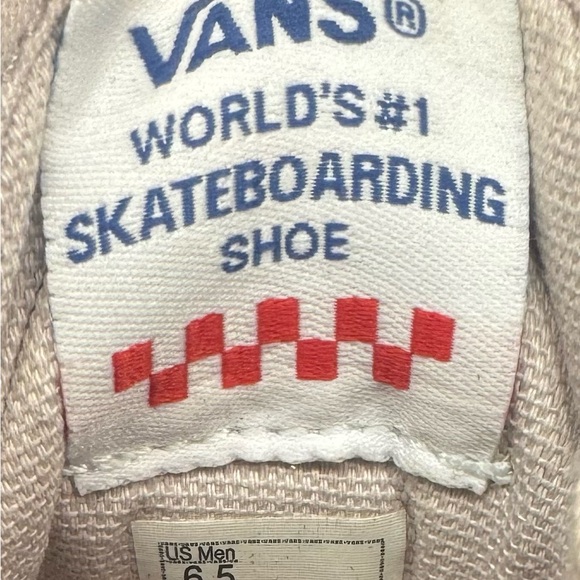 VANS®
WORLD'S #1
SKATEBOARDING
SHOE
US Men
6.5